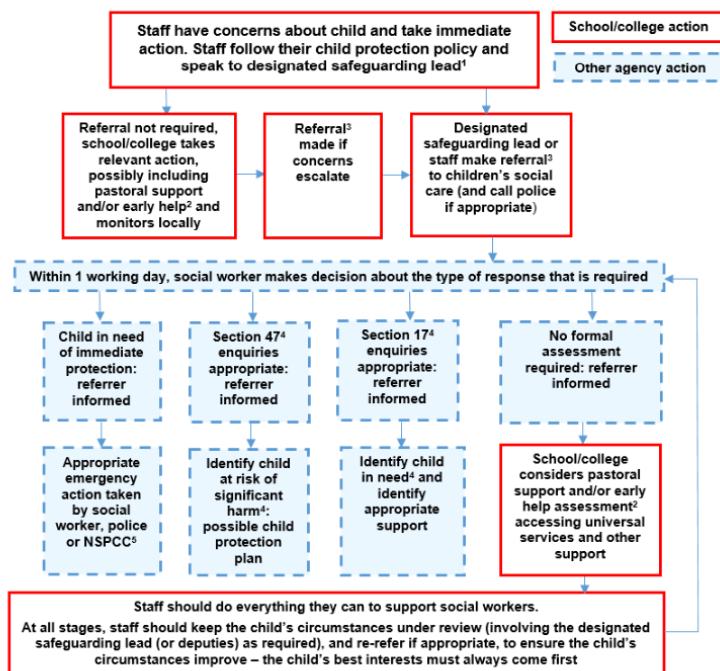 Staff have concerns about child and take immediate
action. Staff follow their child protection policy and
speak to designated safeguarding lead¹
School/college action
Other agency action
Referral not required,
school/college takes
relevant action,
possibly including
pastoral support
and/or early help² and
monitors locally
Referral³
made if
concerns
escalate
Designated
safeguarding lead or
staff make referral³
to children's social
care (and call police
if appropriate)
Within 1 working day, social worker makes decision about the type of response that is required
Child in need
of immediate
protection:
referrer
informed
Section 47⁴
enquiries
appropriate:
referrer
informed
Section 17⁴
enquiries
appropriate:
referrer
informed
No formal
assessment
required: referrer
informed
Appropriate
emergency
action taken
by social
worker, police
or NSPCC⁵
Identify child
at risk of
significant
harm⁴:
possible child
protection
plan
Identify child
in need⁴ and
identify
appropriate
support
School/college
considers pastoral
support and/or early
help assessment²
accessing universal
services and other
support
Staff should do everything they can to support social workers.
At all stages, staff should keep the child's circumstances under review (involving the designated
safeguarding lead (or deputies) as required), and re-refer if appropriate, to ensure the child's
circumstances improve – the child's best interests must always come first